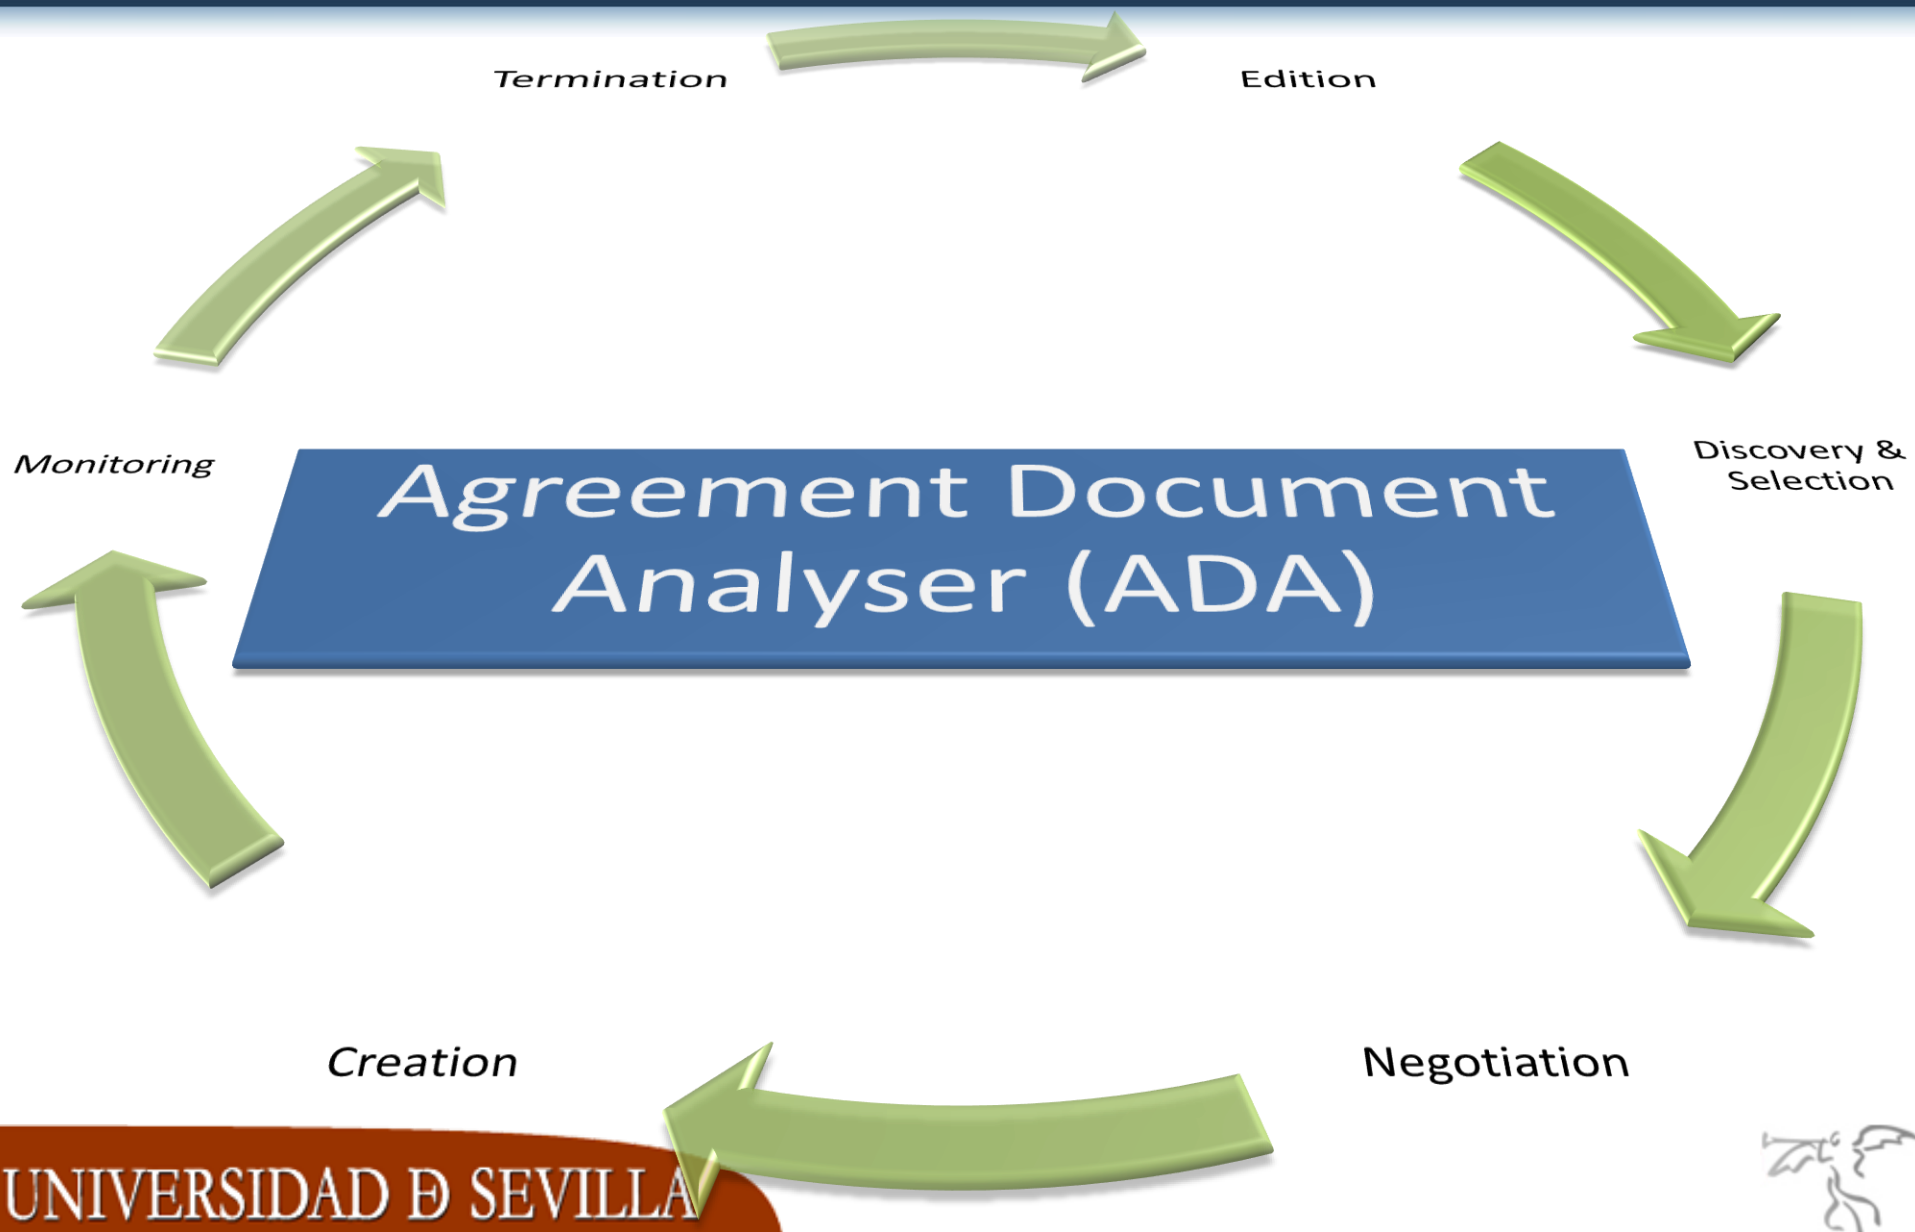 Termination
Edition
Monitoring
Agreement Document
Analyser (ADA)
Discovery &
Selection
Creation
Negotiation
UNIVERSIDAD Ð SEVILLA